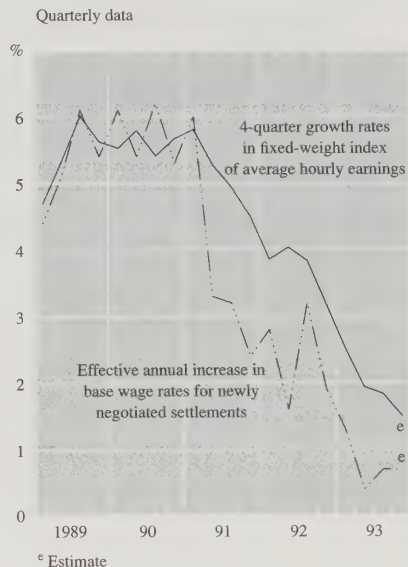 Quarterly data
%
6
4-quarter growth rates
in fixed-weight index
of average hourly earnings
5
4
3
Effective annual increase in
base wage rates for newly
negotiated settlements
2
e
1
e
0
1989 90 91 92 93
e Estimate